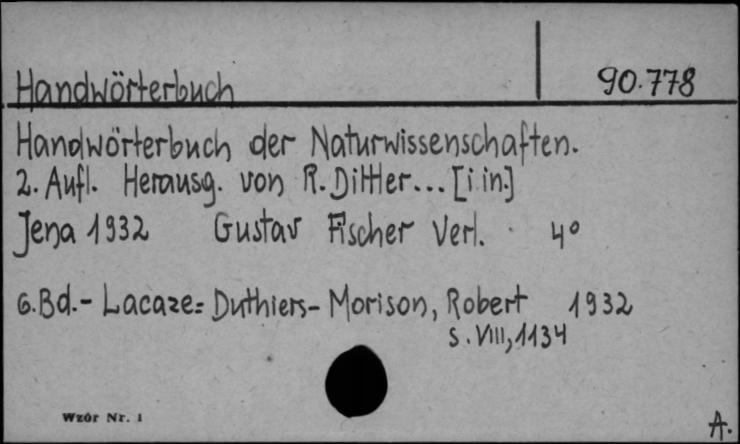 Handwörterbuch 90.778
Handwörterbuch der Naturwissenschaften.
2. Aufl. Herausg. von R. Dittler... [i in.]
Jena 1932 Gustav Fischer Verl. 4°
6. Bd.- Lacaze= Duthiers- Morison, Robert 1932
S. VIII, 1134
Wzór Nr. 1
A.